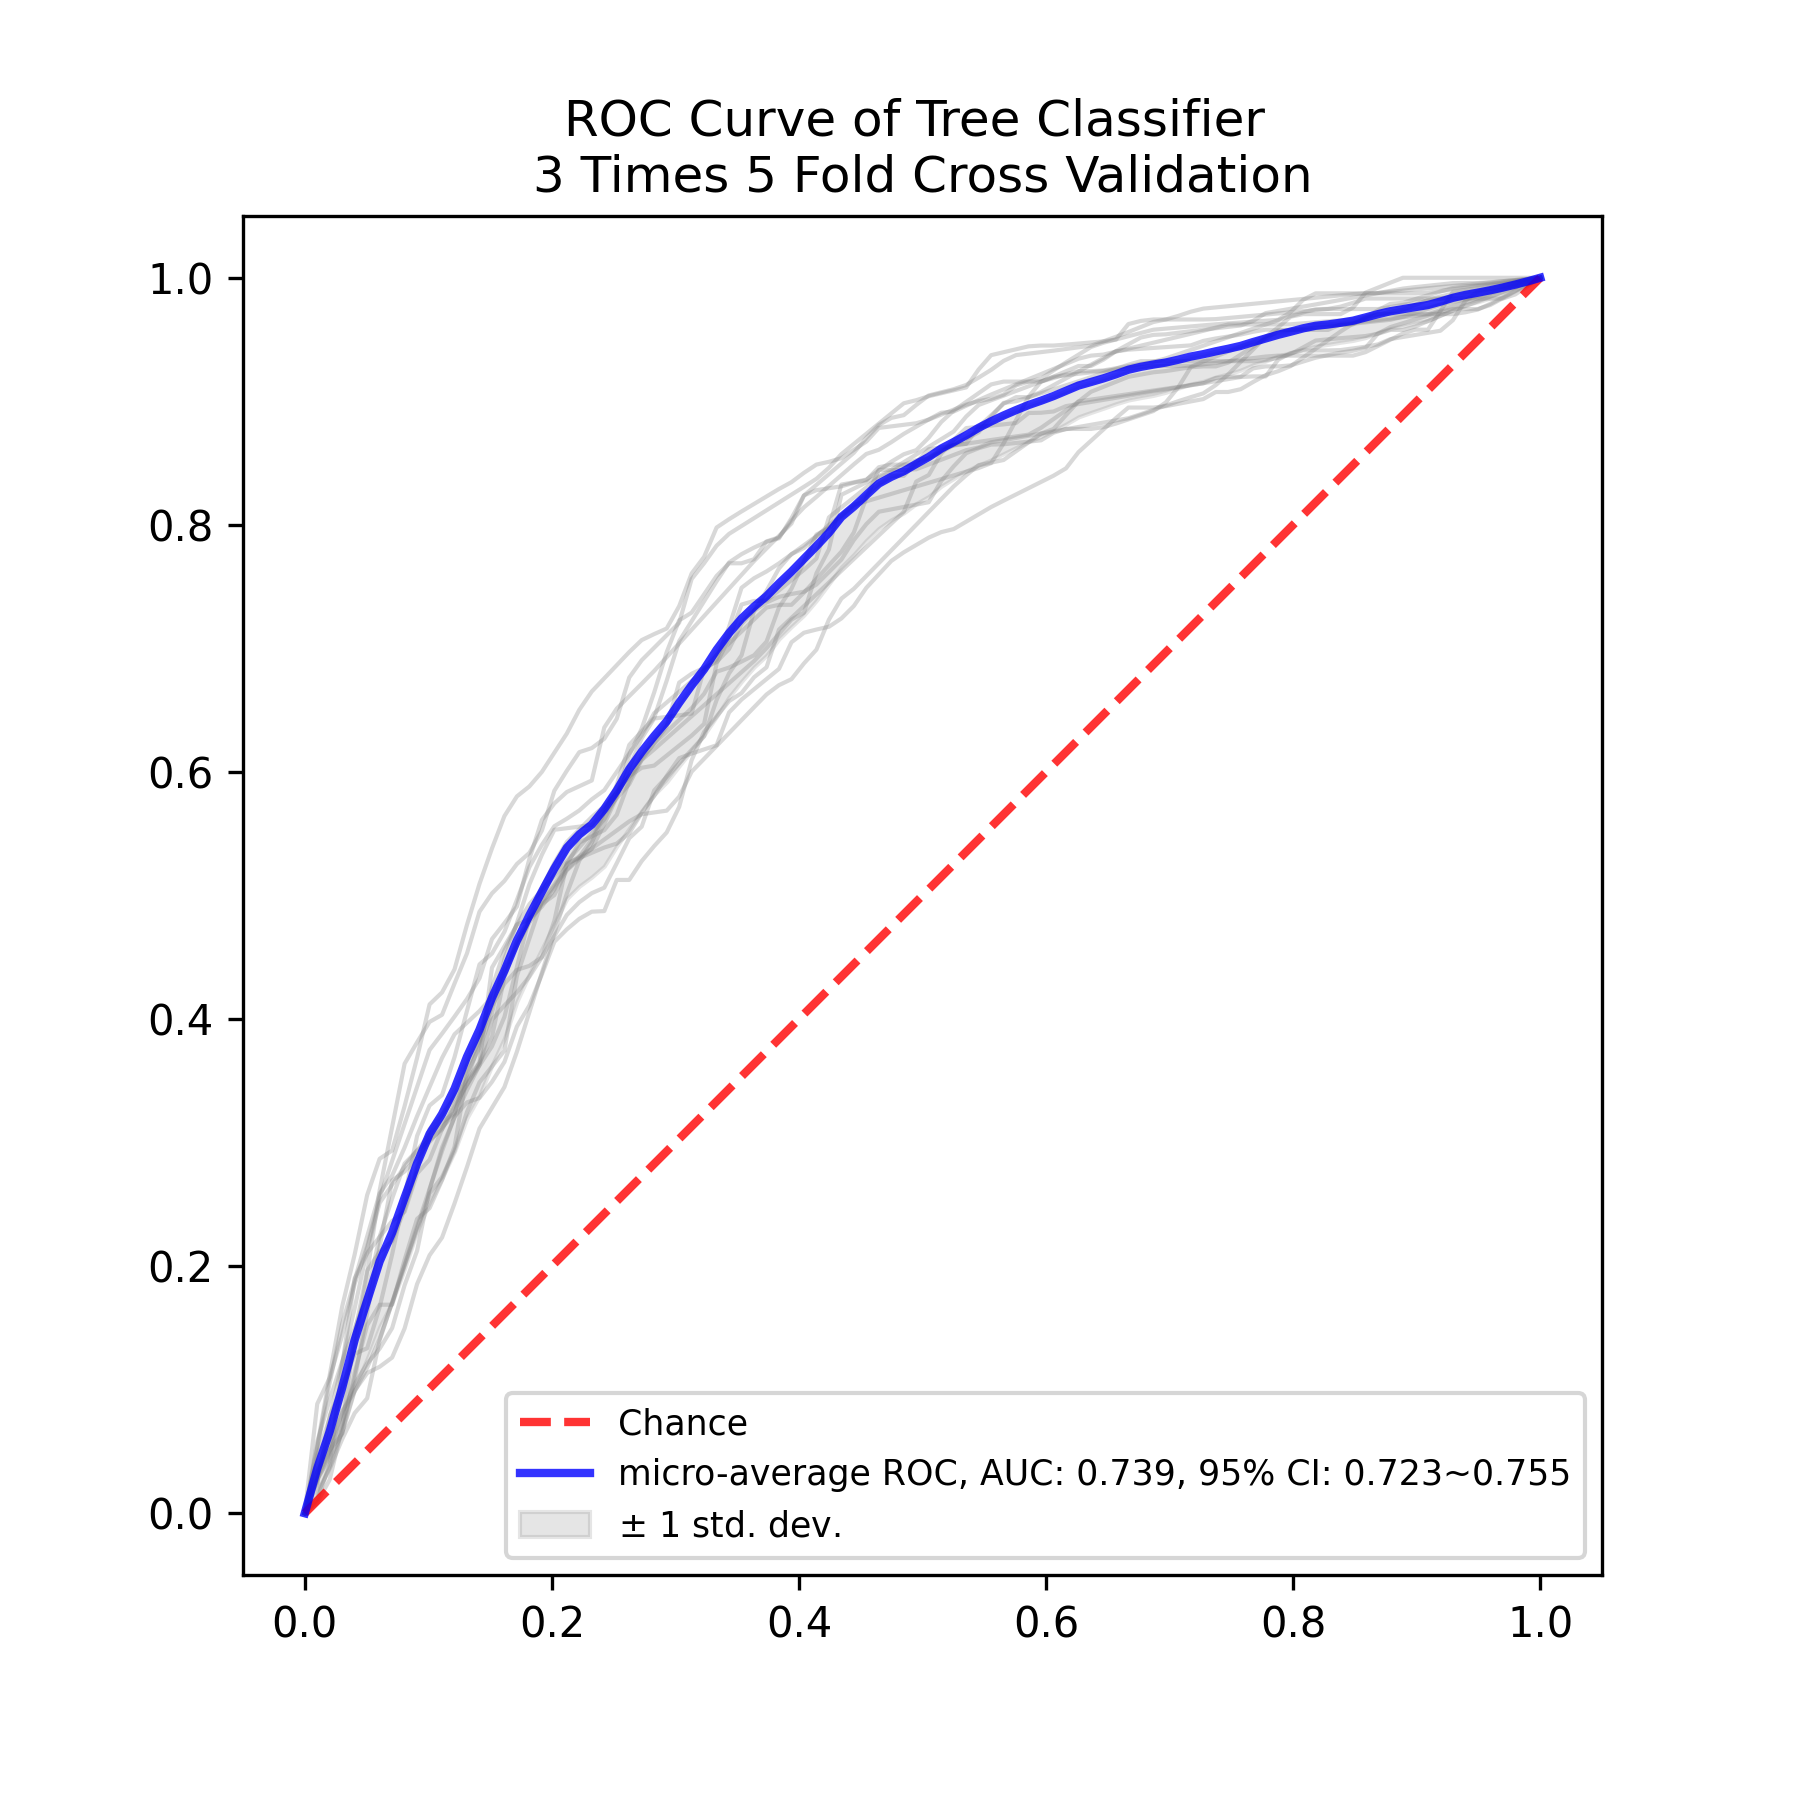 ROC Curve of Tree Classifier
3 Times 5 Fold Cross Validation
1.0
0.8
0.6
0.4
0.2
0.0
Chance
micro-average ROC, AUC: 0.739, 95% CI: 0.723~0.755
± 1 std. dev.
0.0 0.2 0.4 0.6 0.8 1.0